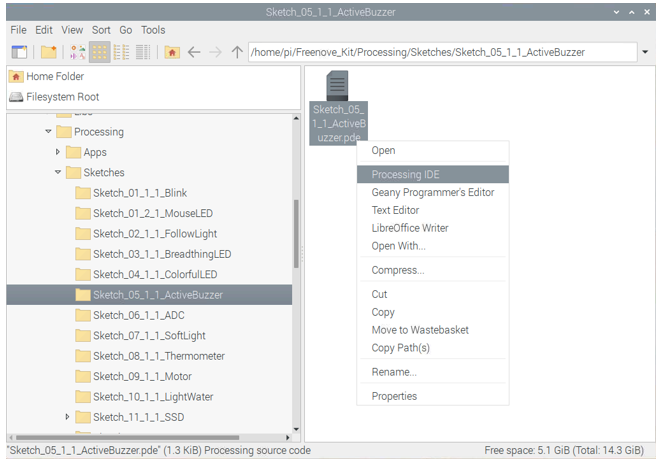 Sketch_05_1_1_ActiveBuzzer
File Edit View Sort Go Tools
/home/pi/Freenove_Kit/Processing/Sketches/Sketch_05_1_1_ActiveBuzzer
Home Folder
Filesystem Root
Processing
Apps
Sketches
Sketch_01_1_1_Blink
Sketch_01_2_1_MouseLED
Sketch_02_1_1_FollowLight
Sketch_03_1_1_BreadthingLED
Sketch_04_1_1_ColorfulLED
Sketch_05_1_1_ActiveBuzzer
Sketch_06_1_1_ADC
Sketch_07_1_1_SoftLight
Sketch_08_1_1_Thermometer
Sketch_09_1_1_Motor
Sketch_10_1_1_LightWater
Sketch_11_1_1_SSD
Sketch_05_
1_1_ActiveB
uzzer.pde
Open
Processing IDE
Geany Programmer's Editor
Text Editor
LibreOffice Writer
Open With...
Compress...
Cut
Copy
Move to Wastebasket
Copy Path(s)
Rename...
Properties
"Sketch_05_1_1_ActiveBuzzer.pde" (1.3 KiB) Processing source code
Free space: 5.1 GiB (Total: 14.3 GiB)